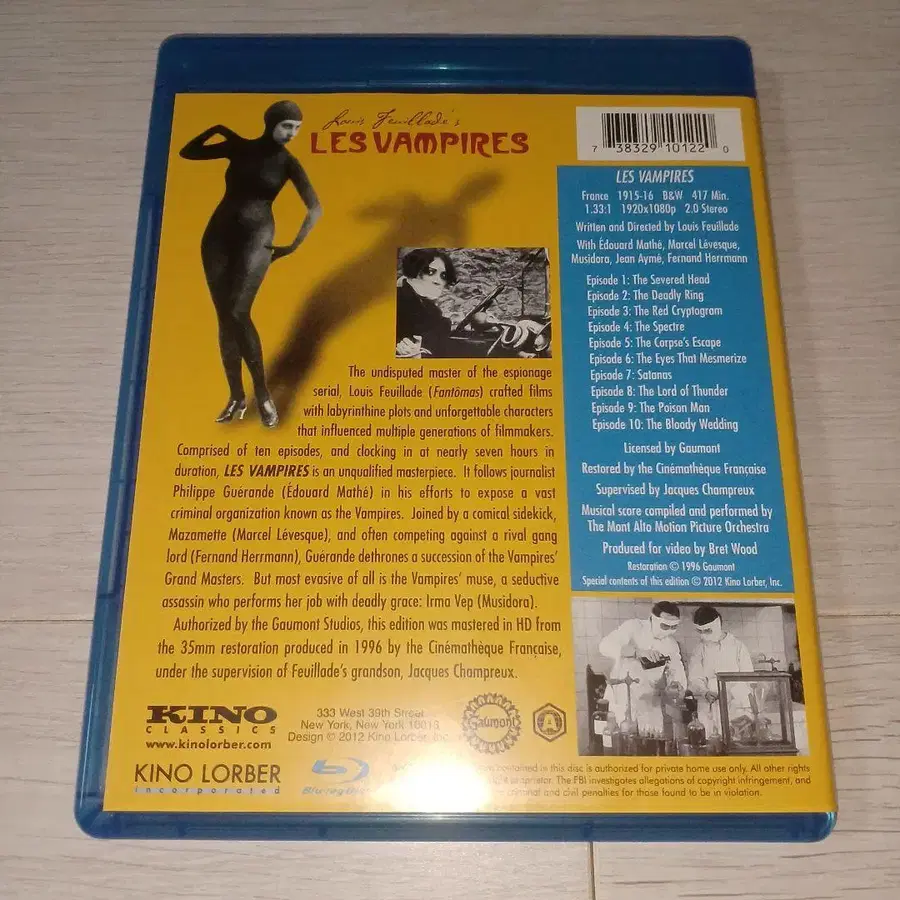 Louis Feuillade's
LES VAMPIRES
The undisputed master of the espionage
serial, Louis Feuillade (Fantômas) crafted films
with labyrinthine plots and unforgettable characters
that influenced multiple generations of filmmakers.
Comprised of ten episodes, and clocking in at nearly seven hours in
duration, LES VAMPIRES is an unqualified masterpiece. It follows journalist
Philippe Guérande (Édouard Mathé) in his efforts to expose a vast
criminal organization known as the Vampires. Joined by a comical sidekick,
Mazamette (Marcel Lévesque), and often competing against a rival gang
lord (Fernand Herrmann), Guérande dethrones a succession of the Vampires'
Grand Masters. But most evasive of all is the Vampires' muse, a seductive
assassin who performs her job with deadly grace: Irma Vep (Musidora).
Authorized by the Gaumont Studios, this edition was mastered in HD from
the 35mm restoration produced in 1996 by the Cinémathèque Française,
under the supervision of Feuillade's grandson, Jacques Champreux.
7 38329 10122 0
LES VAMPIRES
France 1915-16 B&W 417 Min.
1.33:1 1920x1080p 2.0 Stereo
Written and Directed by Louis Feuillade
With Édouard Mathé, Marcel Lévesque,
Musidora, Jean Aymé, Fernand Herrmann
Episode 1: The Severed Head
Episode 2: The Deadly Ring
Episode 3: The Red Cryptogram
Episode 4: The Spectre
Episode 5: The Corpse's Escape
Episode 6: The Eyes That Mesmerize
Episode 7: Satanas
Episode 8: The Lord of Thunder
Episode 9: The Poison Man
Episode 10: The Bloody Wedding
Licensed by Gaumont
Restored by the Cinémathèque Française
Supervised by Jacques Champreux
Musical score compiled and performed by
The Mont Alto Motion Picture Orchestra
Produced for video by Bret Wood
Restoration © 1996 Gaumont
Special contents of this edition © 2012 Kino Lorber, Inc.
KINO
CLASSICS
www.kinolorber.com
KINO LORBER
incorporated
333 West 39th Street
New York, New York 10018
Design © 2012 Kino Lorber, Inc.
Blu-ray Disc
Gaumont
A
contained in this disc is authorized for private home use only. All other rights
proprietor. The FBI investigates allegations of copyright infringement, and
criminal and civil penalties for those found to be in violation.